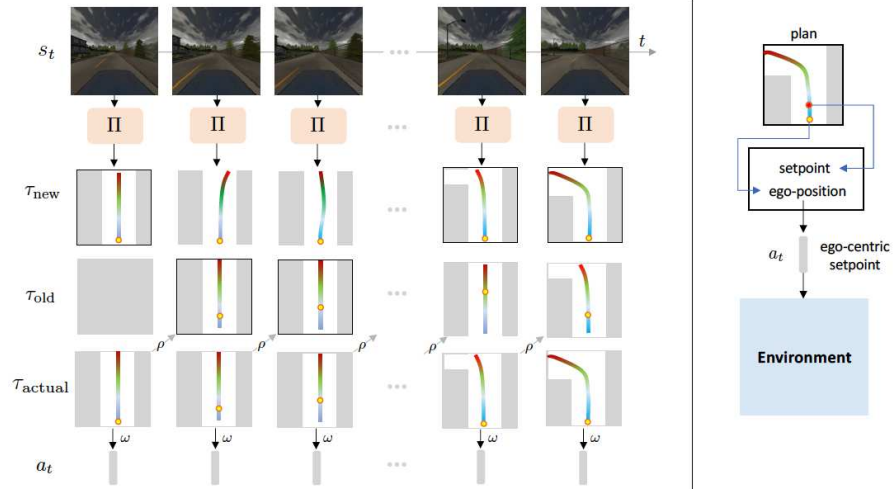 s_t
t
Π Π Π ... Π Π
τ_new
...
τ_old
...
ρ ρ ρ ρ
τ_actual
...
ω ω ω ω ω
a_t
...
plan
setpoint
ego-position
a_t
ego-centric
setpoint
Environment